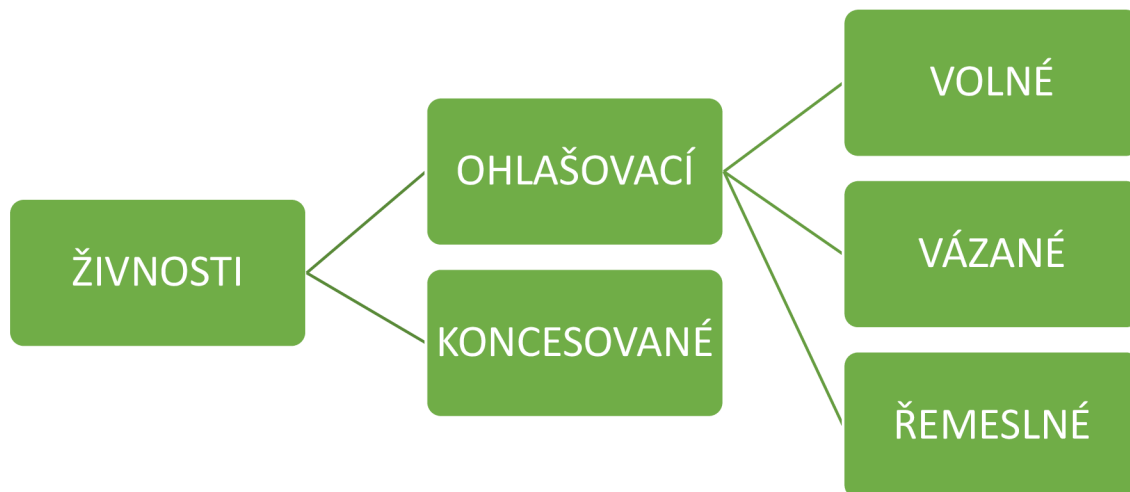 ŽIVNOSTI
OHLAŠOVACÍ
KONCESOVANÉ
VOLNÉ
VÁZANÉ
ŘEMESLNÉ